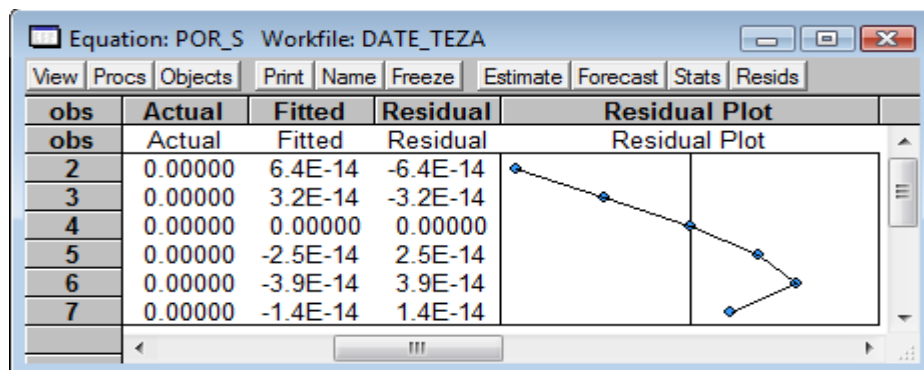 Equation: POR_S Workfile: DATE_TEZA
View Procs Objects Print Name Freeze Estimate Forecast Stats Resids
obs Actual Fitted Residual Residual Plot
obs Actual Fitted Residual Residual Plot
2 0.00000 6.4E-14 -6.4E-14
3 0.00000 3.2E-14 -3.2E-14
4 0.00000 0.00000 0.00000
5 0.00000 -2.5E-14 2.5E-14
6 0.00000 -3.9E-14 3.9E-14
7 0.00000 -1.4E-14 1.4E-14